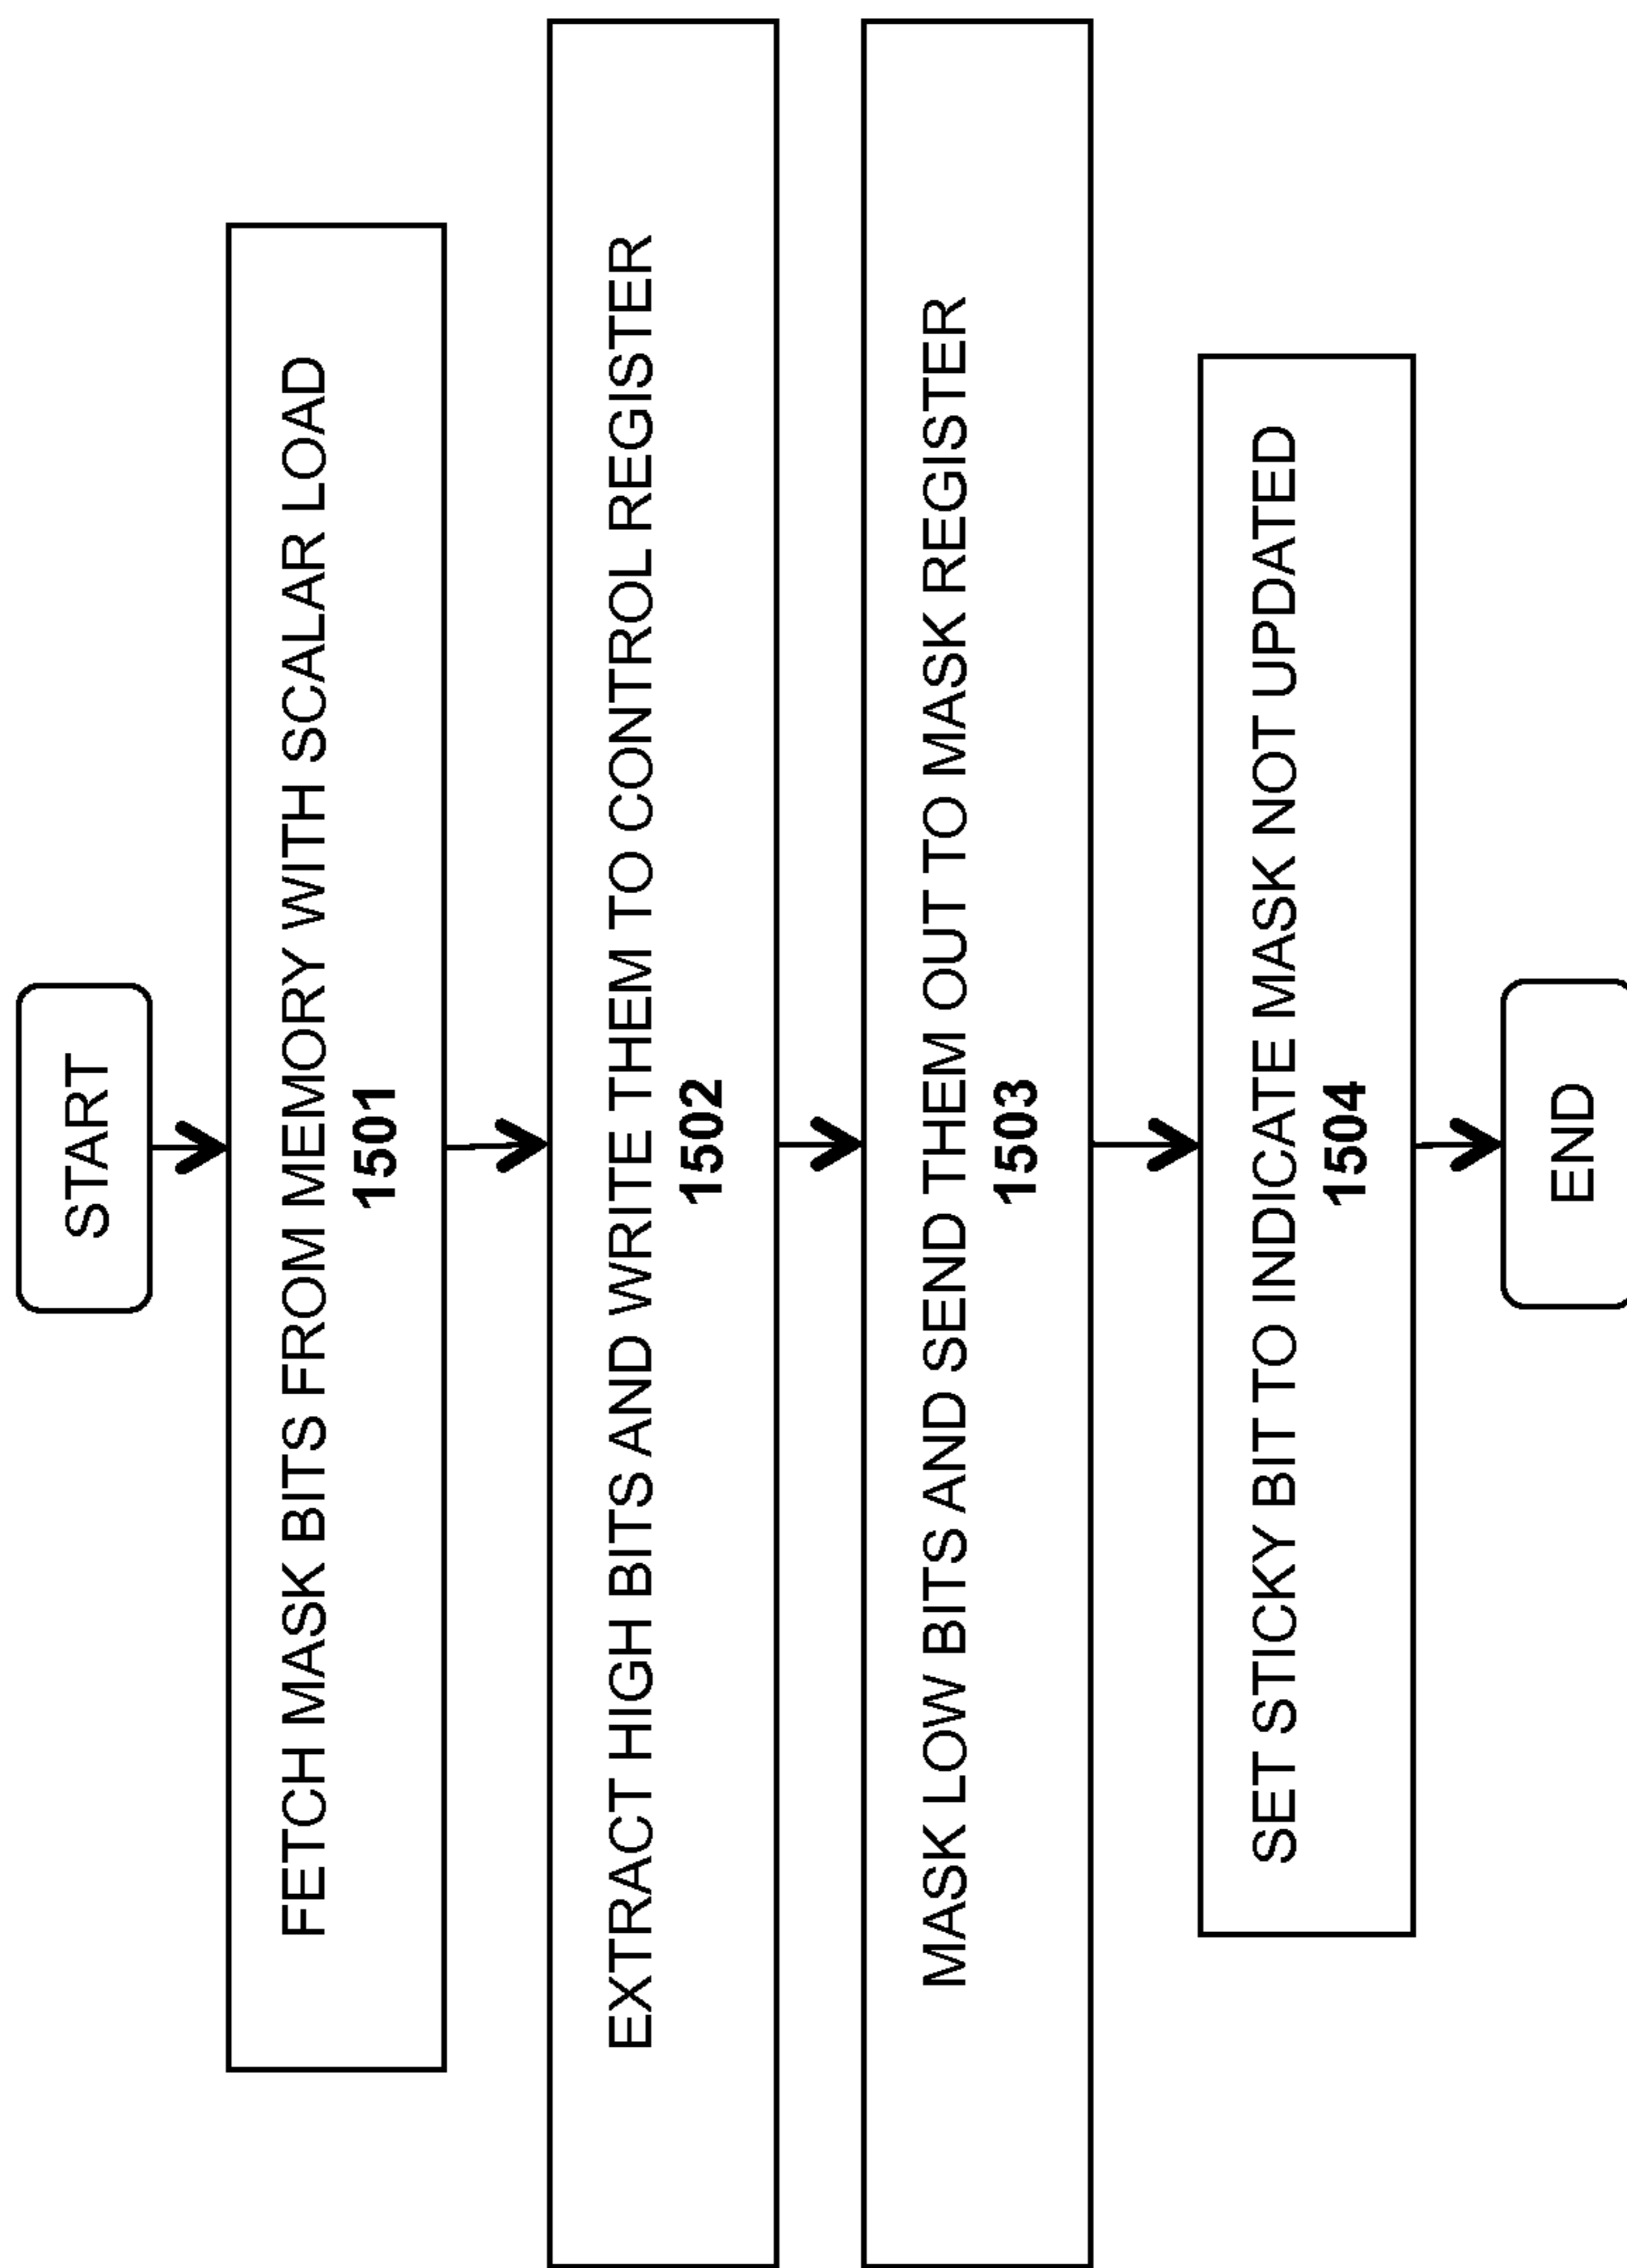 START
FETCH MASK BITS FROM MEMORY WITH SCALAR LOAD
1501
EXTRACT HIGH BITS AND WRITE THEM TO CONTROL REGISTER
1502
MASK LOW BITS AND SEND THEM OUT TO MASK REGISTER
1503
SET STICKY BIT TO INDICATE MASK NOT UPDATED
1504
END